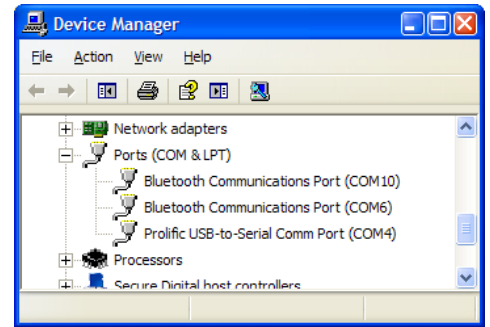 Device Manager
File Action View Help
Network adapters
Ports (COM & LPT)
Bluetooth Communications Port (COM10)
Bluetooth Communications Port (COM6)
Prolific USB-to-Serial Comm Port (COM4)
Processors
Secure Digital host controllers